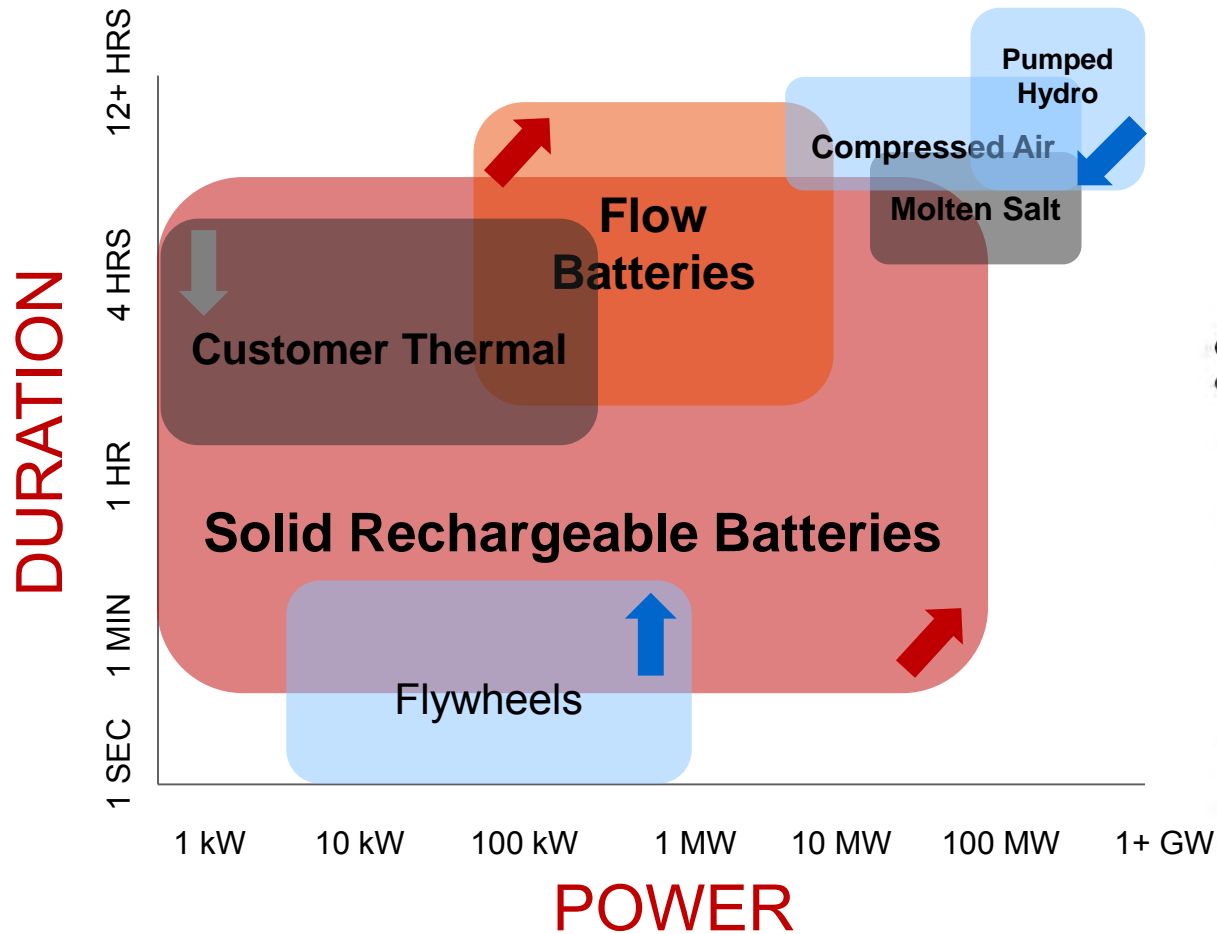 12+ HRS
4 HRS
1 HR
1 MIN
1 SEC
DURATION
Pumped
Hydro
Compressed Air
Molten Salt
Flow
Batteries
Customer Thermal
Solid Rechargeable Batteries
Flywheels
1 kW
10 kW
100 kW
1 MW
10 MW
100 MW
1+ GW
POWER